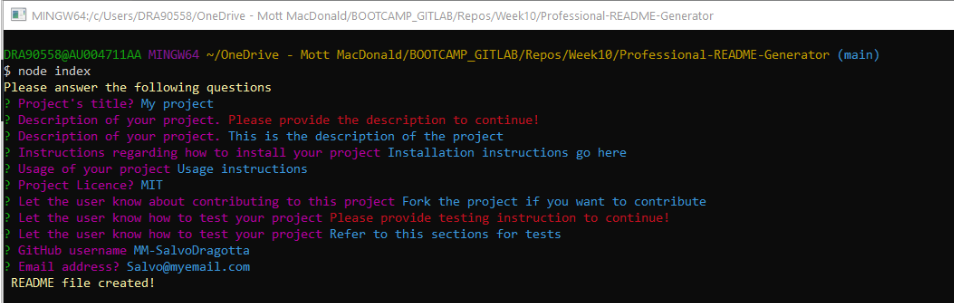 MINGW64:/c/Users/DRA90558/OneDrive - Mott MacDonald/BOOTCAMP_GITLAB/Repos/Week10/Professional-README-Generator
DRA90558@AU004711AA MINGW64 ~/OneDrive - Mott MacDonald/BOOTCAMP_GITLAB/Repos/Week10/Professional-README-Generator (main)
$ node index
Please answer the following questions
? Project's title? My project
? Description of your project. Please provide the description to continue!
? Description of your project. This is the description of the project
? Instructions regarding how to install your project Installation instructions go here
? Usage of your project Usage instructions
? Project Licence? MIT
? Let the user know about contributing to this project Fork the project if you want to contribute
? Let the user know how to test your project Please provide testing instruction to continue!
? Let the user know how to test your project Refer to this sections for tests
? GitHub username MM-SalvoDragotta
? Email address? Salvo@myemail.com
README file created!